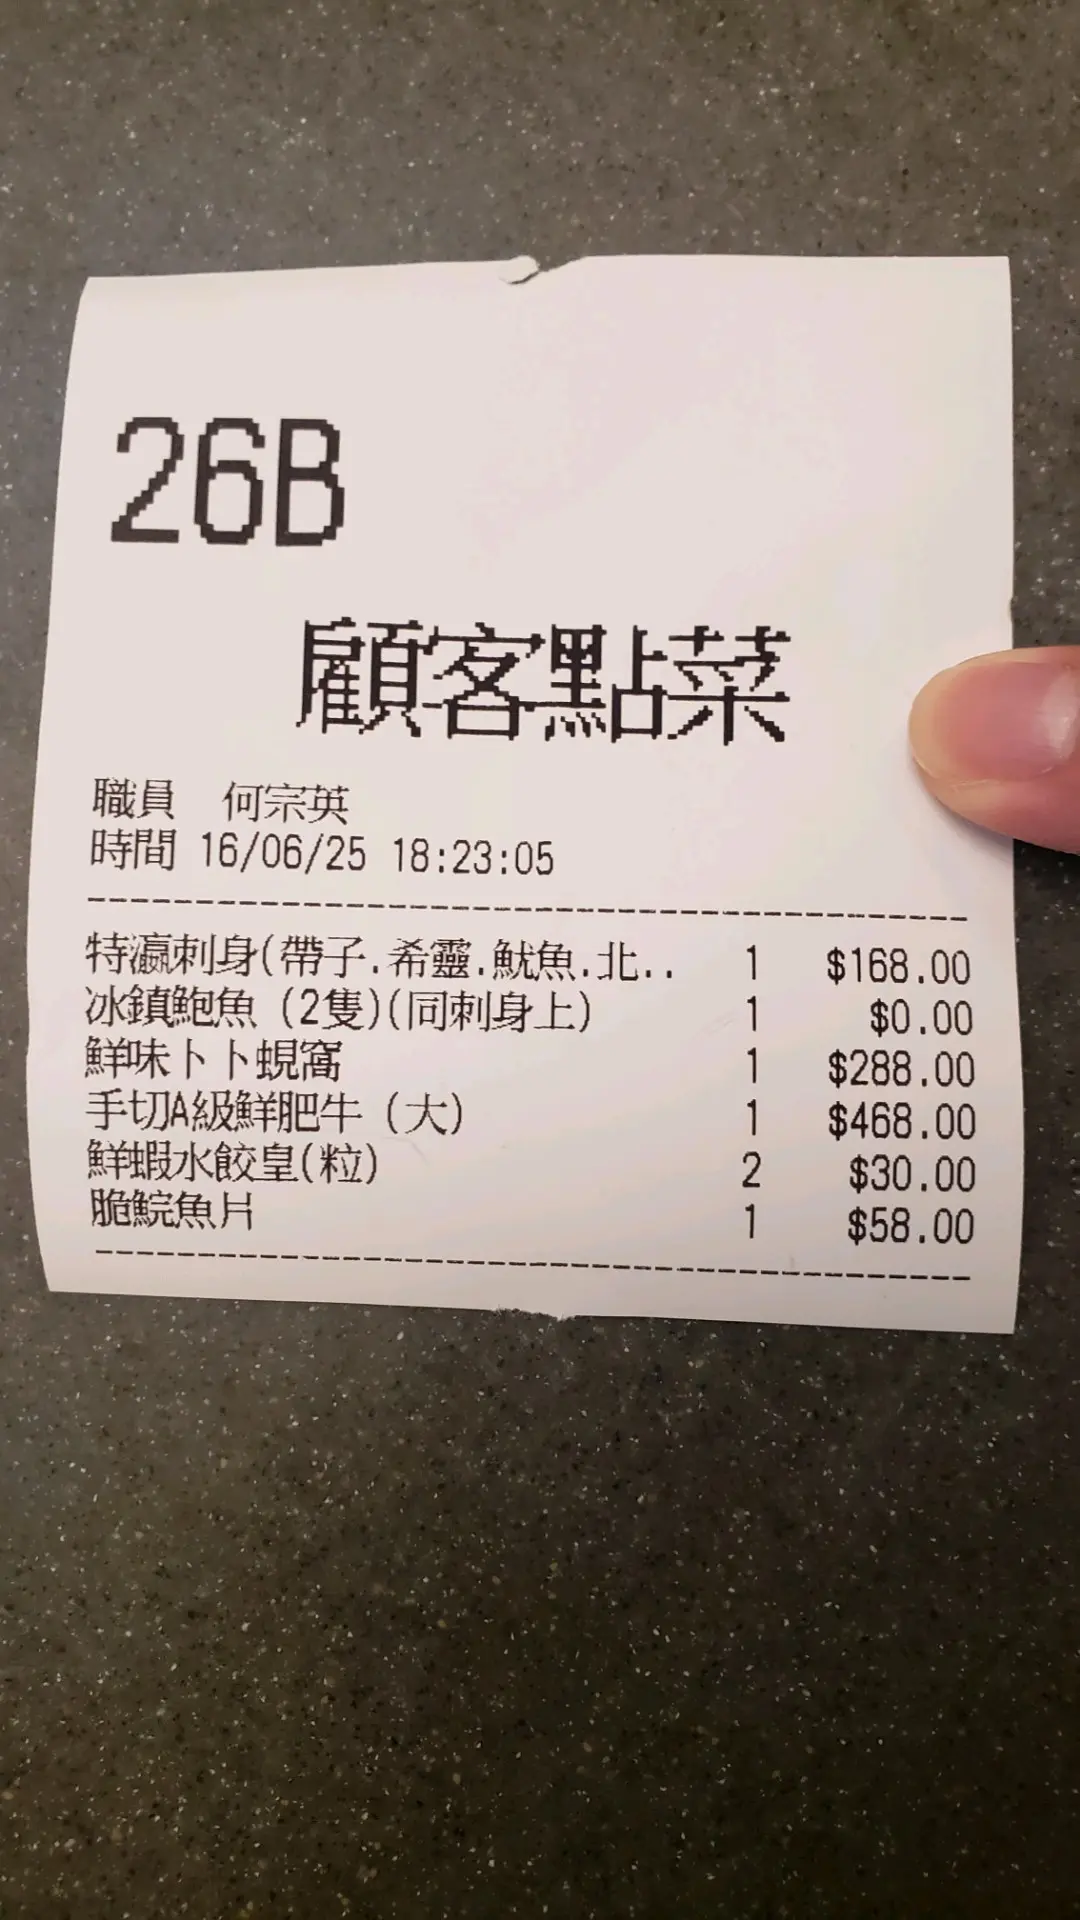 26B
顧客點菜
職員 何宗英
時間 16/06/25 18:23:05
特瀛刺身(帶子.希靈.魷魚.北.. 1 $168.00
冰鎮鮑魚 (2隻)(同刺身上) 1 $0.00
鮮味卜卜蜆窩 1 $288.00
手切A級鮮肥牛 (大) 1 $468.00
鮮蝦水餃皇(粒) 2 $30.00
脆鯇魚片 1 $58.00